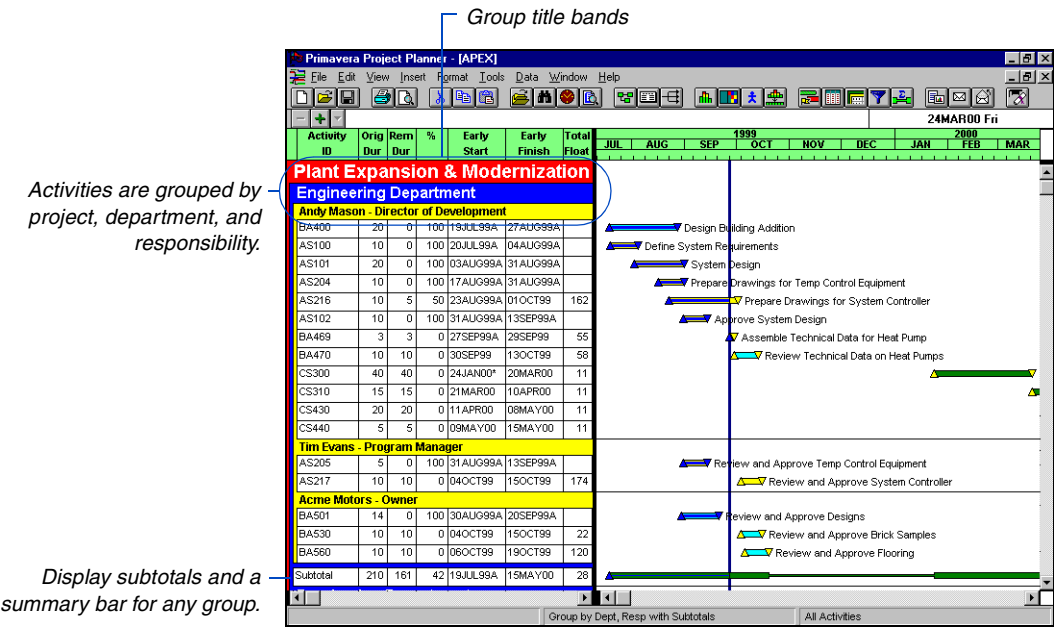 Group title bands
Primavera Project Planner - [APEX]
File Edit View Insert Format Tools Data Window Help
24MAR00 Fri
Activity ID Orig Dur Rem Dur % Early Start Early Finish Total Float
1999 2000
JUL AUG SEP OCT NOV DEC JAN FEB MAR
Activities are grouped by
project, department, and
responsibility.
Plant Expansion & Modernization
Engineering Department
Andy Mason - Director of Development
BA400 20 0 100 19JUL99A 27AUG99A Design Building Addition
AS100 10 0 100 20JUL99A 04AUG99A Define System Requirements
AS101 20 0 100 03AUG99A 31AUG99A System Design
AS204 10 0 100 17AUG99A 31AUG99A Prepare Drawings for Temp Control Equipment
AS216 10 5 50 23AUG99A 01OCT99 162 Prepare Drawings for System Controller
AS102 10 0 100 31AUG99A 13SEP99A Approve System Design
BA469 3 3 0 27SEP99A 29SEP99 55 Assemble Technical Data for Heat Pump
BA470 10 10 0 30SEP99 13OCT99 58 Review Technical Data on Heat Pumps
CS300 40 40 0 24JAN00* 20MAR00 11
CS310 15 15 0 21MAR00 10APR00 11
CS430 20 20 0 11APR00 08MAY00 11
CS440 5 5 0 09MAY00 15MAY00 11
Tim Evans - Program Manager
AS205 5 0 100 31AUG99A 13SEP99A Review and Approve Temp Control Equipment
AS217 10 10 0 04OCT99 15OCT99 174 Review and Approve System Controller
Acme Motors - Owner
BA501 14 0 100 30AUG99A 20SEP99A Review and Approve Designs
BA530 10 10 0 04OCT99 15OCT99 22 Review and Approve Brick Samples
BA560 10 10 0 06OCT99 19OCT99 120 Review and Approve Flooring
Subtotal 210 161 42 19JUL99A 15MAY00 28
Display subtotals and a
summary bar for any group.
Group by Dept, Resp with Subtotals All Activities